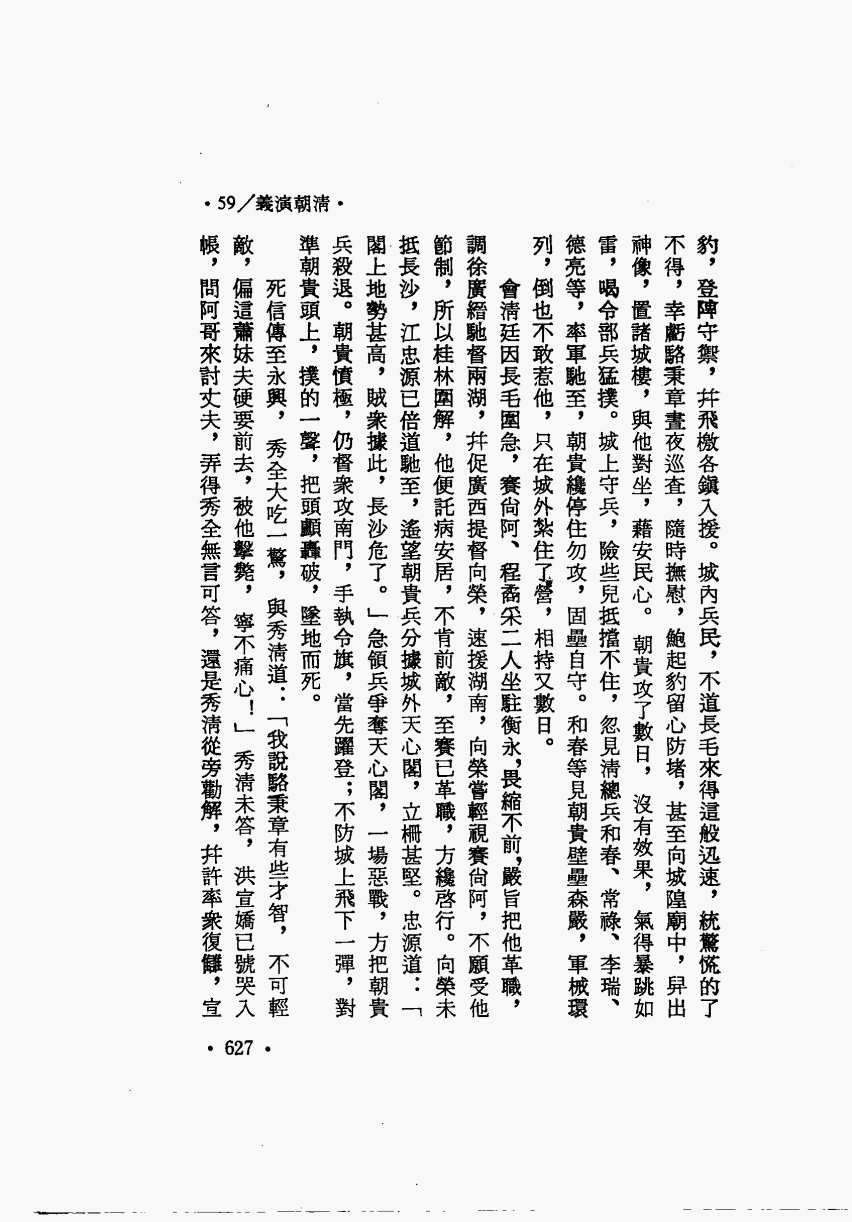 ·59／義演朝清·
豹，登陴守禦，幷飛檄各鎭入援。城內兵民，不道長毛來得這般迅速，統驚慌的了
不得，幸虧駱秉章晝夜巡查，隨時撫慰，鮑起豹留心防堵，甚至向城隍廟中，舁出
神像，置諸城樓，與他對坐，藉安民心。朝貴攻了數日，沒有效果，氣得暴跳如
雷，喝令部兵猛撲。城上守兵，險些兒抵擋不住，忽見清總兵和春、常祿、李瑞、
德亮等，率軍馳至，朝貴纔停住勿攻，固壘自守。和春等見朝貴壁壘森嚴，軍械環
列，倒也不敢惹他，只在城外紮住了營，相持又數日。
會清廷因長毛圍急，賽尙阿、程矞采二人坐駐衡永，畏縮不前，嚴旨把他革職，
調徐廣縉馳督兩湖，幷促廣西提督向榮，速援湖南，向榮嘗輕視賽尙阿，不願受他
節制，所以桂林圍解，他便託病安居，不肯前敵，至賽已革職，方纔啓行。向榮未
抵長沙，江忠源已倍道馳至，遙望朝貴兵分據城外天心閣，立柵甚堅。忠源道：「
閣上地勢甚高，賊衆據此，長沙危了。」急領兵爭奪天心閣，一場惡戰，方把朝貴
兵殺退。朝貴憤極，仍督衆攻南門，手執令旗，當先躍登；不防城上飛下一彈，對
準朝貴頭上，撲的一聲，把頭顱轟破，墜地而死。
死信傳至永興，秀全大吃一驚，與秀清道：「我說駱秉章有些才智，不可輕
敵，偏這蕭妹夫硬要前去，被他擊斃，寧不痛心！」秀清未答，洪宣嬌已號哭入
帳，問阿哥來討丈夫，弄得秀全無言可答，還是秀清從旁勸解，幷許率衆復讎，宣
·627·